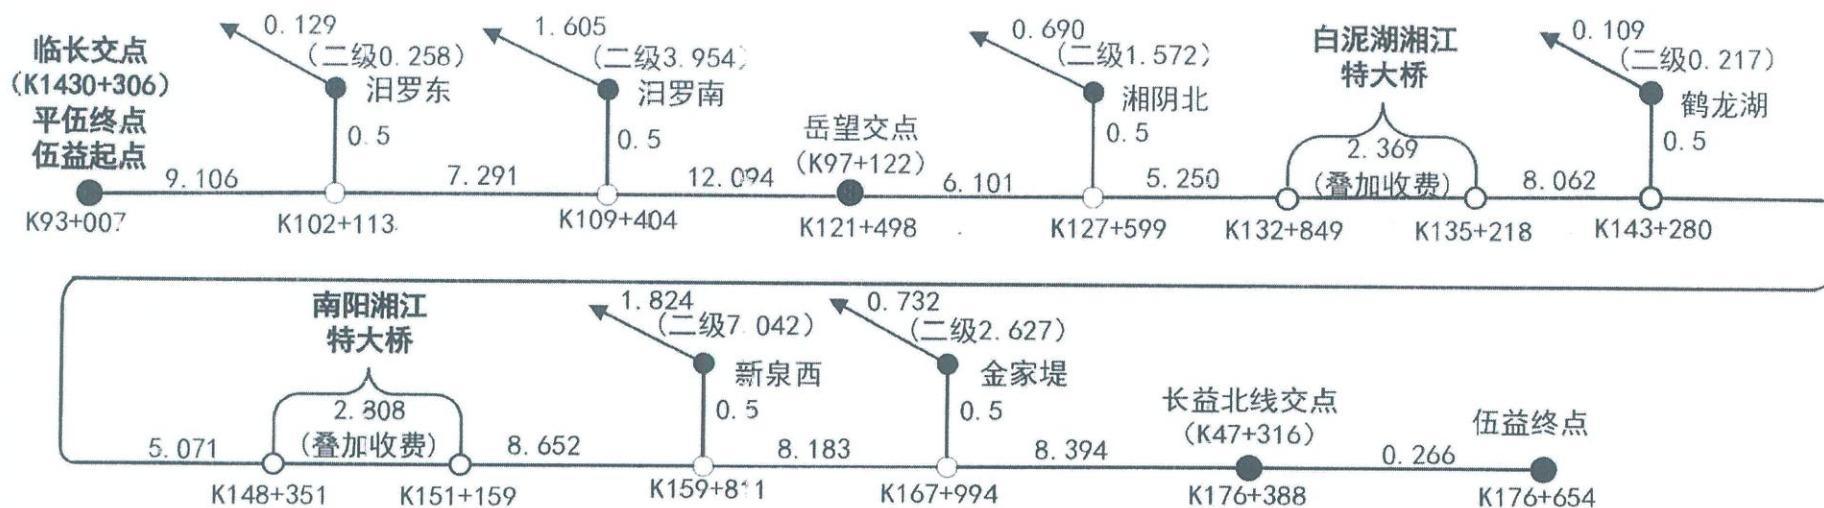 临长交点
(K1430+306)
平伍终点
伍益起点
0.129
(二级0.258)
汨罗东
0.5
1.605
(二级3.954)
汨罗南
0.5
岳望交点
(K97+122)
0.690
(二级1.572)
湘阴北
0.5
白泥湖湘江
特大桥
2.369
(叠加收费)
0.109
(二级0.217)
鹤龙湖
0.5
9.106
7.291
12.094
6.101
5.250
8.062
K93+007
K102+113
K109+404
K121+498
K127+599
K132+849
K135+218
K143+280
南阳湘江
特大桥
2.808
(叠加收费)
1.824
(二级7.042)
新泉西
0.5
0.732
(二级2.627)
金家堤
0.5
长益北线交点
(K47+316)
伍益终点
5.071
8.652
8.183
8.394
0.266
K148+351
K151+159
K159+811
K167+994
K176+388
K176+654